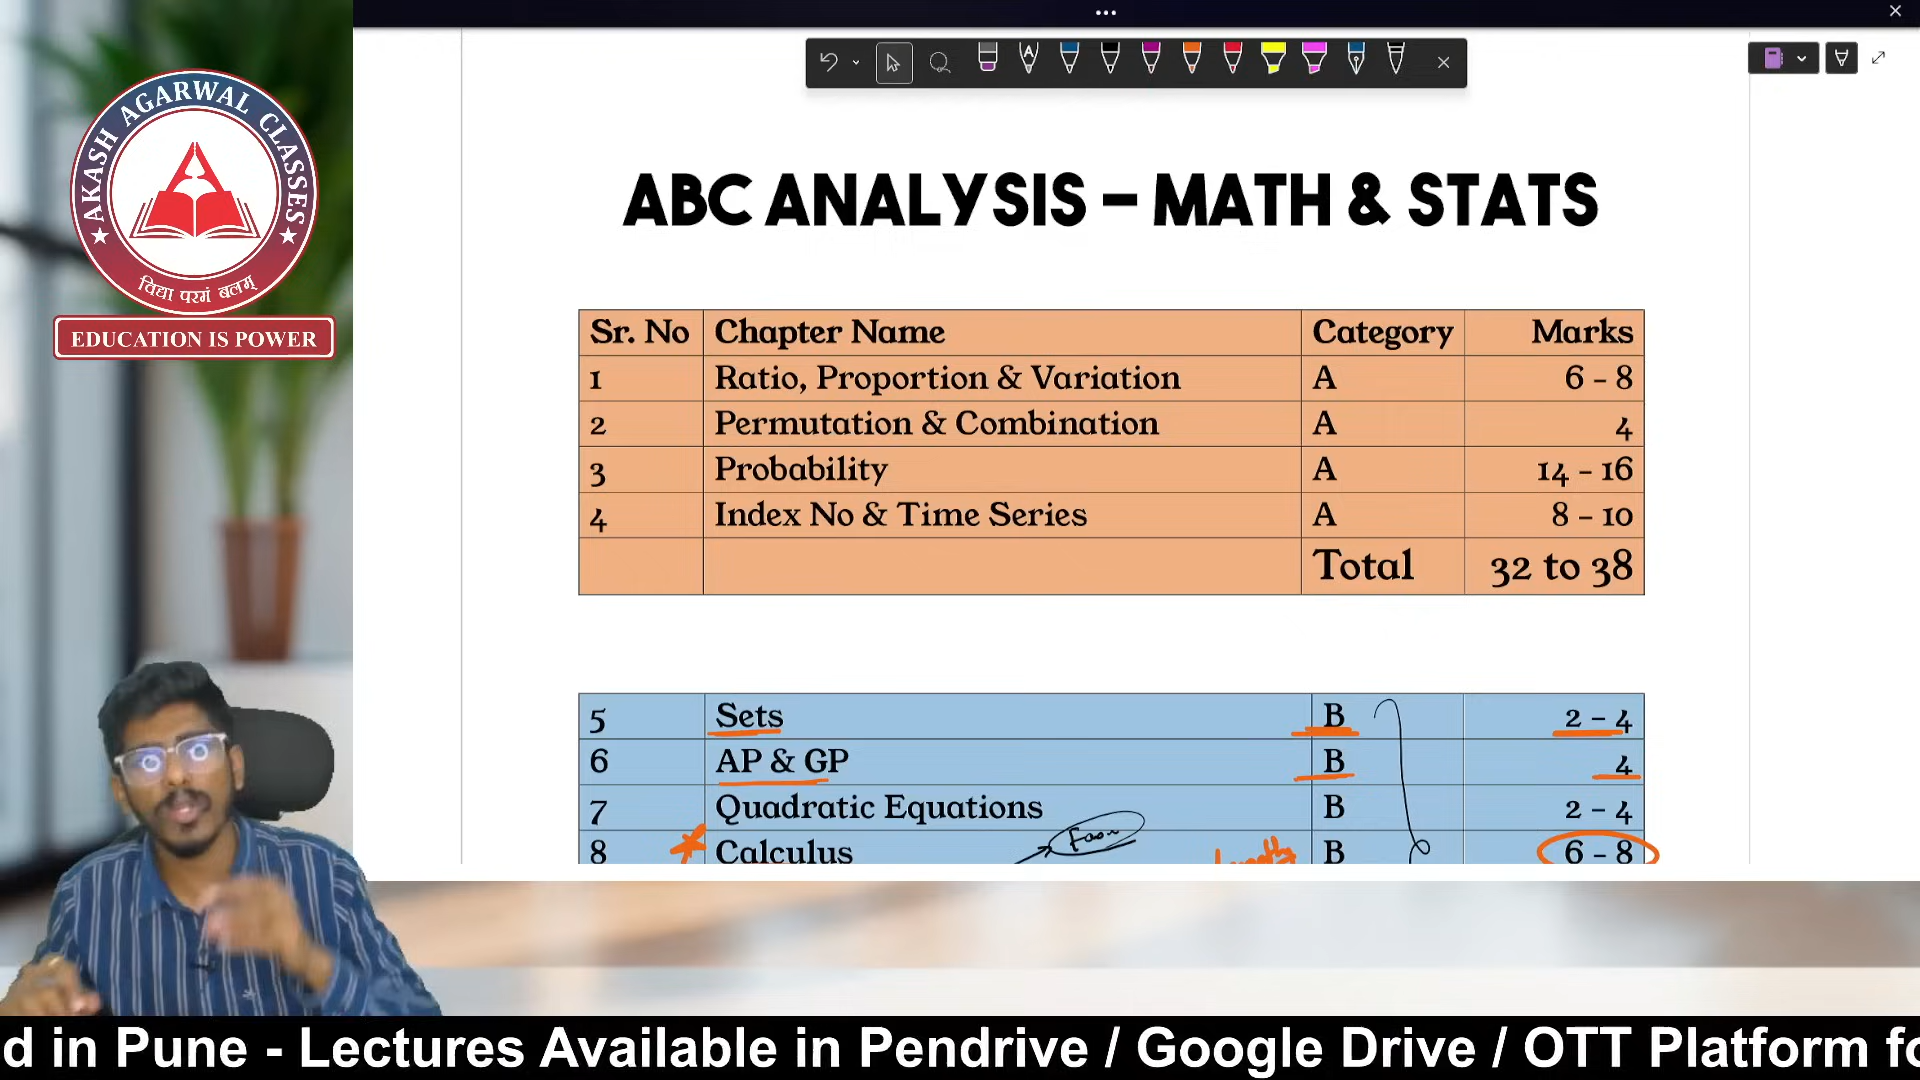 AKASH AGARWAL CLASSES
विद्या परमं बलम्
EDUCATION IS POWER
ABC ANALYSIS – MATH & STATS
Sr. No Chapter Name Category Marks
1 Ratio, Proportion & Variation A 6 - 8
2 Permutation & Combination A 4
3 Probability A 14 - 16
4 Index No & Time Series A 8 - 10
Total 32 to 38
5 Sets B 2 - 4
6 AP & GP B 4
7 Quadratic Equations B 2 - 4
8 Calculus B 6 - 8
d in Pune - Lectures Available in Pendrive / Google Drive / OTT Platform fo